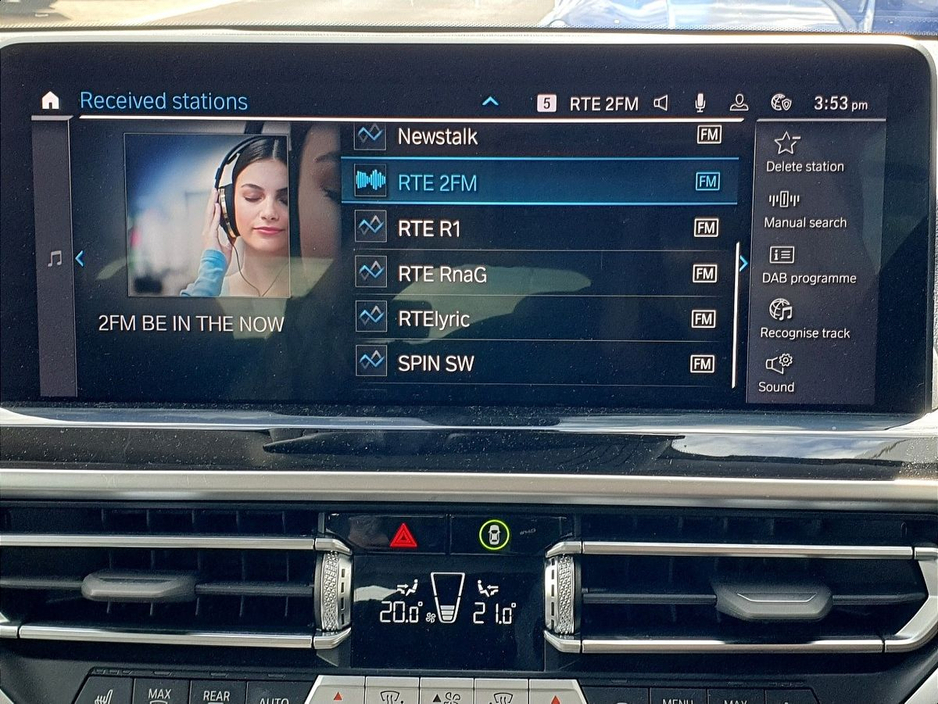 Received stations
5 RTE 2FM 3:53 pm
Newstalk FM
RTE 2FM FM
RTE R1 FM
RTE RnaG FM
RTElyric FM
SPIN SW FM
2FM BE IN THE NOW
Delete station
Manual search
DAB programme
Recognise track
Sound
20.0° 21.0°
MAX
REAR
AUTO
A/C
MENU
MAX